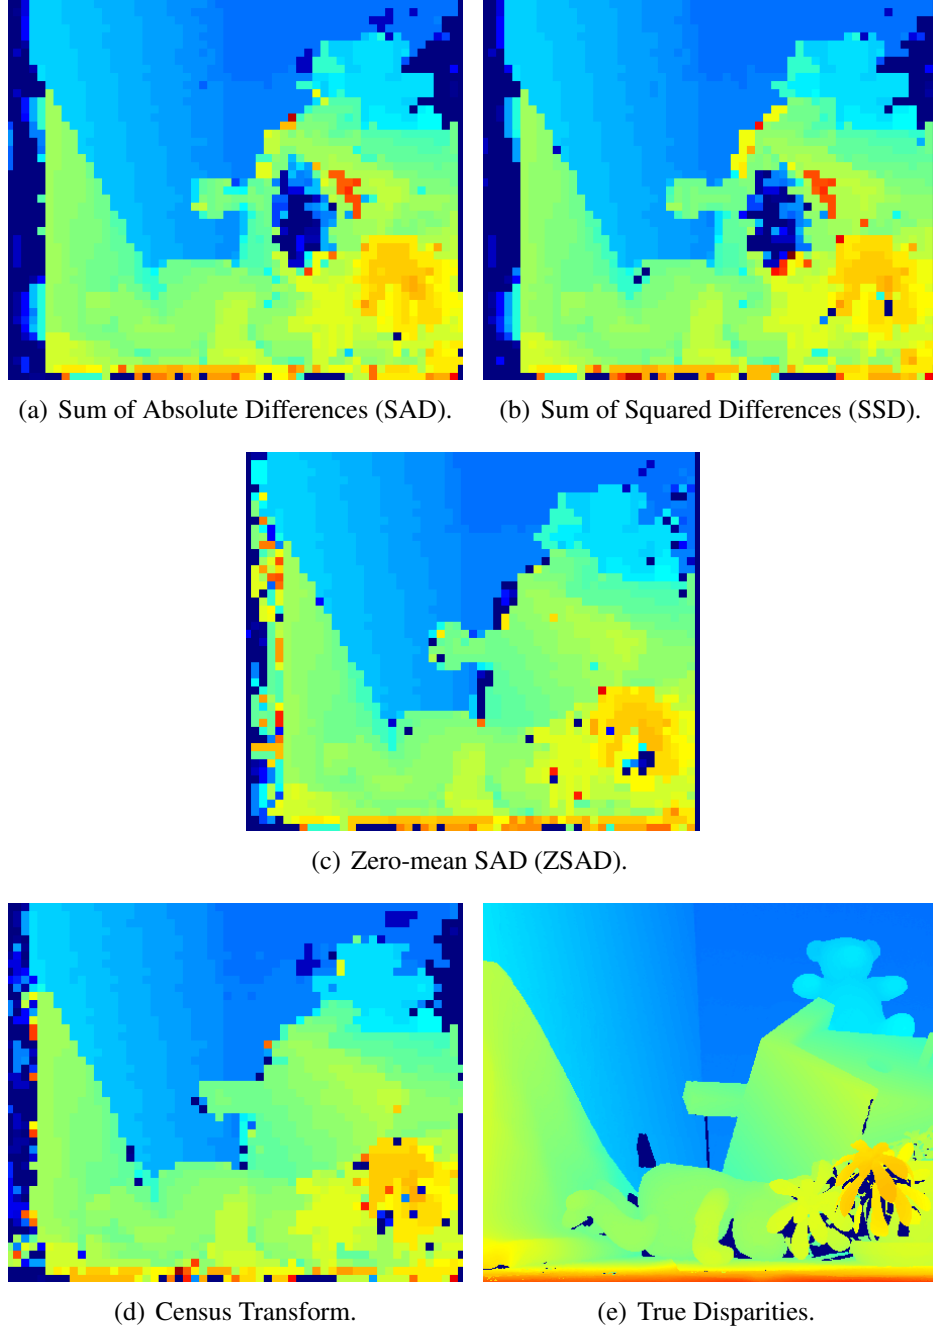 (a) Sum of Absolute Differences (SAD).
(b) Sum of Squared Differences (SSD).
(c) Zero-mean SAD (ZSAD).
(d) Census Transform.
(e) True Disparities.